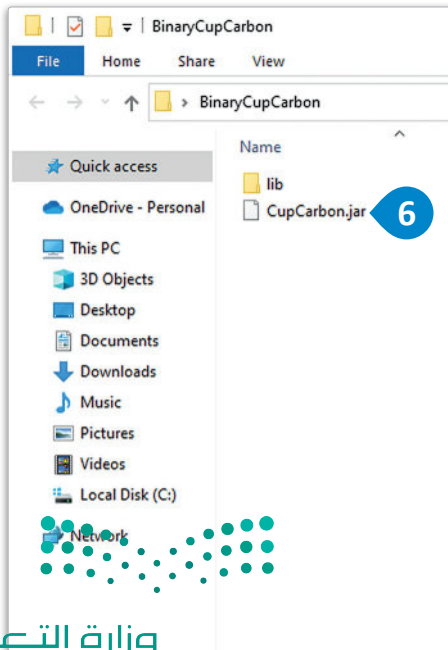 BinaryCupCarbon
File Home Share View
BinaryCupCarbon
Name
Quick access
lib
OneDrive - Personal
CupCarbon.jar 6
This PC
3D Objects
Desktop
Documents
Downloads
Music
Pictures
Videos
Local Disk (C:)
Network
وزارة